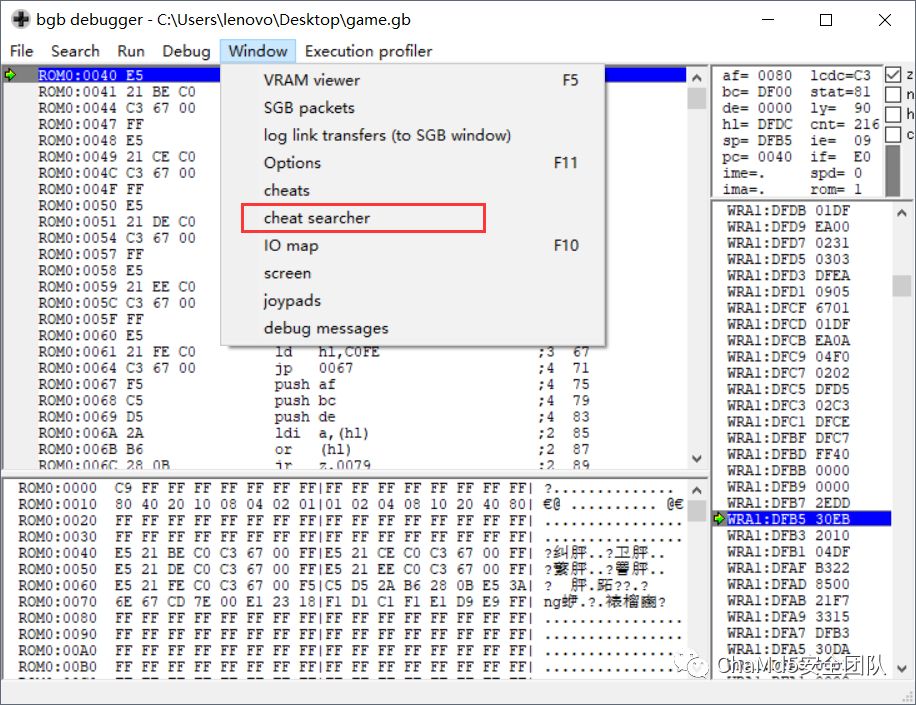 bgb debugger - C:\Users\lenovo\Desktop\game.gb
File Search Run Debug Window Execution profiler
VRAM viewer F5
SGB packets
log link transfers (to SGB window)
Options F11
cheats
cheat searcher
IO map F10
screen
joypads
debug messages
ROM0:0040 E5
ROM0:0041 21 BE C0
ROM0:0044 C3 67 00
ROM0:0047 FF
ROM0:0048 E5
ROM0:0049 21 CE C0
ROM0:004C C3 67 00
ROM0:004F FF
ROM0:0050 E5
ROM0:0051 21 DE C0
ROM0:0054 C3 67 00
ROM0:0057 FF
ROM0:0058 E5
ROM0:0059 21 EE C0
ROM0:005C C3 67 00
ROM0:005F FF
ROM0:0060 E5
ROM0:0061 21 FE C0 ld hl,C0FE ;3 67
ROM0:0064 C3 67 00 jp 0067 ;4 71
ROM0:0067 F5 push af ;4 75
ROM0:0068 C5 push bc ;4 79
ROM0:0069 D5 push de ;4 83
ROM0:006A 2A ldi a,(hl) ;2 85
ROM0:006B B6 or (hl) ;2 87
ROM0:006C 28 0B jr z,0079 ;2 89
af= 0080 lcdc=C3 z
bc= DF00 stat=81 n
de= 0000 ly= 90 h
hl= DFDC cnt= 216 c
sp= DFB5 ie= 09
pc= 0040 if= E0
ime=. spd= 0
ima=. rom= 1
WRA1:DFDB 01DF
WRA1:DFD9 EA00
WRA1:DFD7 0231
WRA1:DFD5 0303
WRA1:DFD3 DFEA
WRA1:DFD1 0905
WRA1:DFCF 6701
WRA1:DFCD 01DF
WRA1:DFCB EA0A
WRA1:DFC9 04F0
WRA1:DFC7 0202
WRA1:DFC5 DFD5
WRA1:DFC3 02C3
WRA1:DFC1 DFCE
WRA1:DFBF DFC7
WRA1:DFBD FF40
WRA1:DFBB 0000
WRA1:DFB9 0000
WRA1:DFB7 2EDD
WRA1:DFB5 30EB
WRA1:DFB3 2010
WRA1:DFB1 04DF
WRA1:DFAF B322
WRA1:DFAD 8500
WRA1:DFAB 21F7
WRA1:DFA9 3315
WRA1:DFA7 DFB3
WRA1:DFA5 30DA
ROM0:0000 C9 FF FF FF FF FF FF FF|FF FF FF FF FF FF FF FF| ?..............
ROM0:0010 80 40 20 10 08 04 02 01|01 02 04 08 10 20 40 80| €@ .......... @€
ROM0:0020 FF FF FF FF FF FF FF FF|FF FF FF FF FF FF FF FF| ................
ROM0:0030 FF FF FF FF FF FF FF FF|FF FF FF FF FF FF FF FF| ................
ROM0:0040 E5 21 BE C0 C3 67 00 FF|E5 21 CE C0 C3 67 00 FF| ?纠脬..?卫脬..
ROM0:0050 E5 21 DE C0 C3 67 00 FF|E5 21 EE C0 C3 67 00 FF|
ROM0:0060 E5 21 FE C0 C3 67 00 F5|C5 D5 2A B6 28 0B E5 3A|
ROM0:0070 6E 67 CD 7E 00 E1 23 18|F1 D1 C1 F1 E1 D9 E9 FF|
ROM0:0080 FF FF FF FF FF FF FF FF|FF FF FF FF FF FF FF FF| ................
ROM0:0090 FF FF FF FF FF FF FF FF|FF FF FF FF FF FF FF FF| ................
ROM0:00A0 FF FF FF FF FF FF FF FF|FF FF FF FF FF FF FF FF| ................
ROM0:00B0 FF FF FF FF FF FF FF FF|FF FF FF FF FF FF FF FF|
ChaMd5安全团队